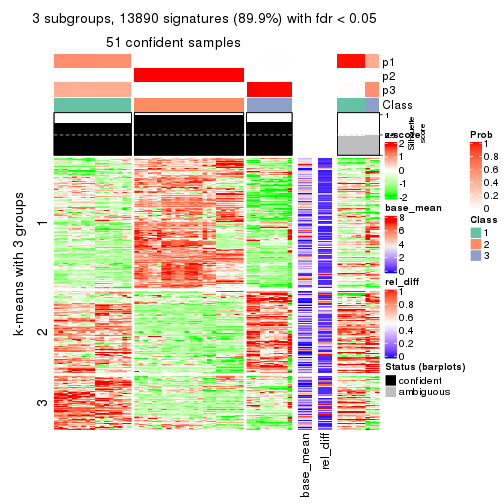 3 subgroups, 13890 signatures (89.9%) with fdr < 0.05
51 confident samples
p1
p2
p3
Class
1
Silhouette
score
z-score
2
1
0
-1
-2
base_mean
8
6
4
2
0
rel_diff
1
0.8
0.6
0.4
0.2
0
Status (barplots)
confident
ambiguous
Prob
1
0.8
0.6
0.4
0.2
0
Class
1
2
3
k-means with 3 groups
1
2
3
base_mean
rel_diff